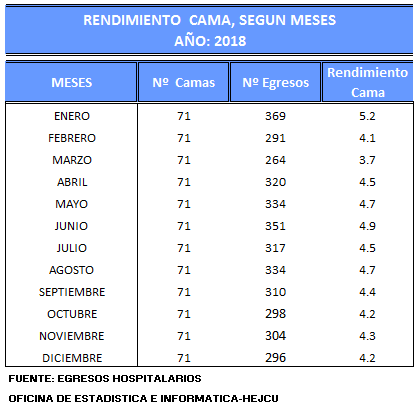 RENDIMIENTO CAMA, SEGUN MESES
AÑO: 2018
MESES Nº Camas Nº Egresos Rendimiento Cama
ENERO 71 369 5.2
FEBRERO 71 291 4.1
MARZO 71 264 3.7
ABRIL 71 320 4.5
MAYO 71 334 4.7
JUNIO 71 351 4.9
JULIO 71 317 4.5
AGOSTO 71 334 4.7
SEPTIEMBRE 71 310 4.4
OCTUBRE 71 298 4.2
NOVIEMBRE 71 304 4.3
DICIEMBRE 71 296 4.2
FUENTE: EGRESOS HOSPITALARIOS
OFICINA DE ESTADISTICA E INFORMATICA-HEJCU